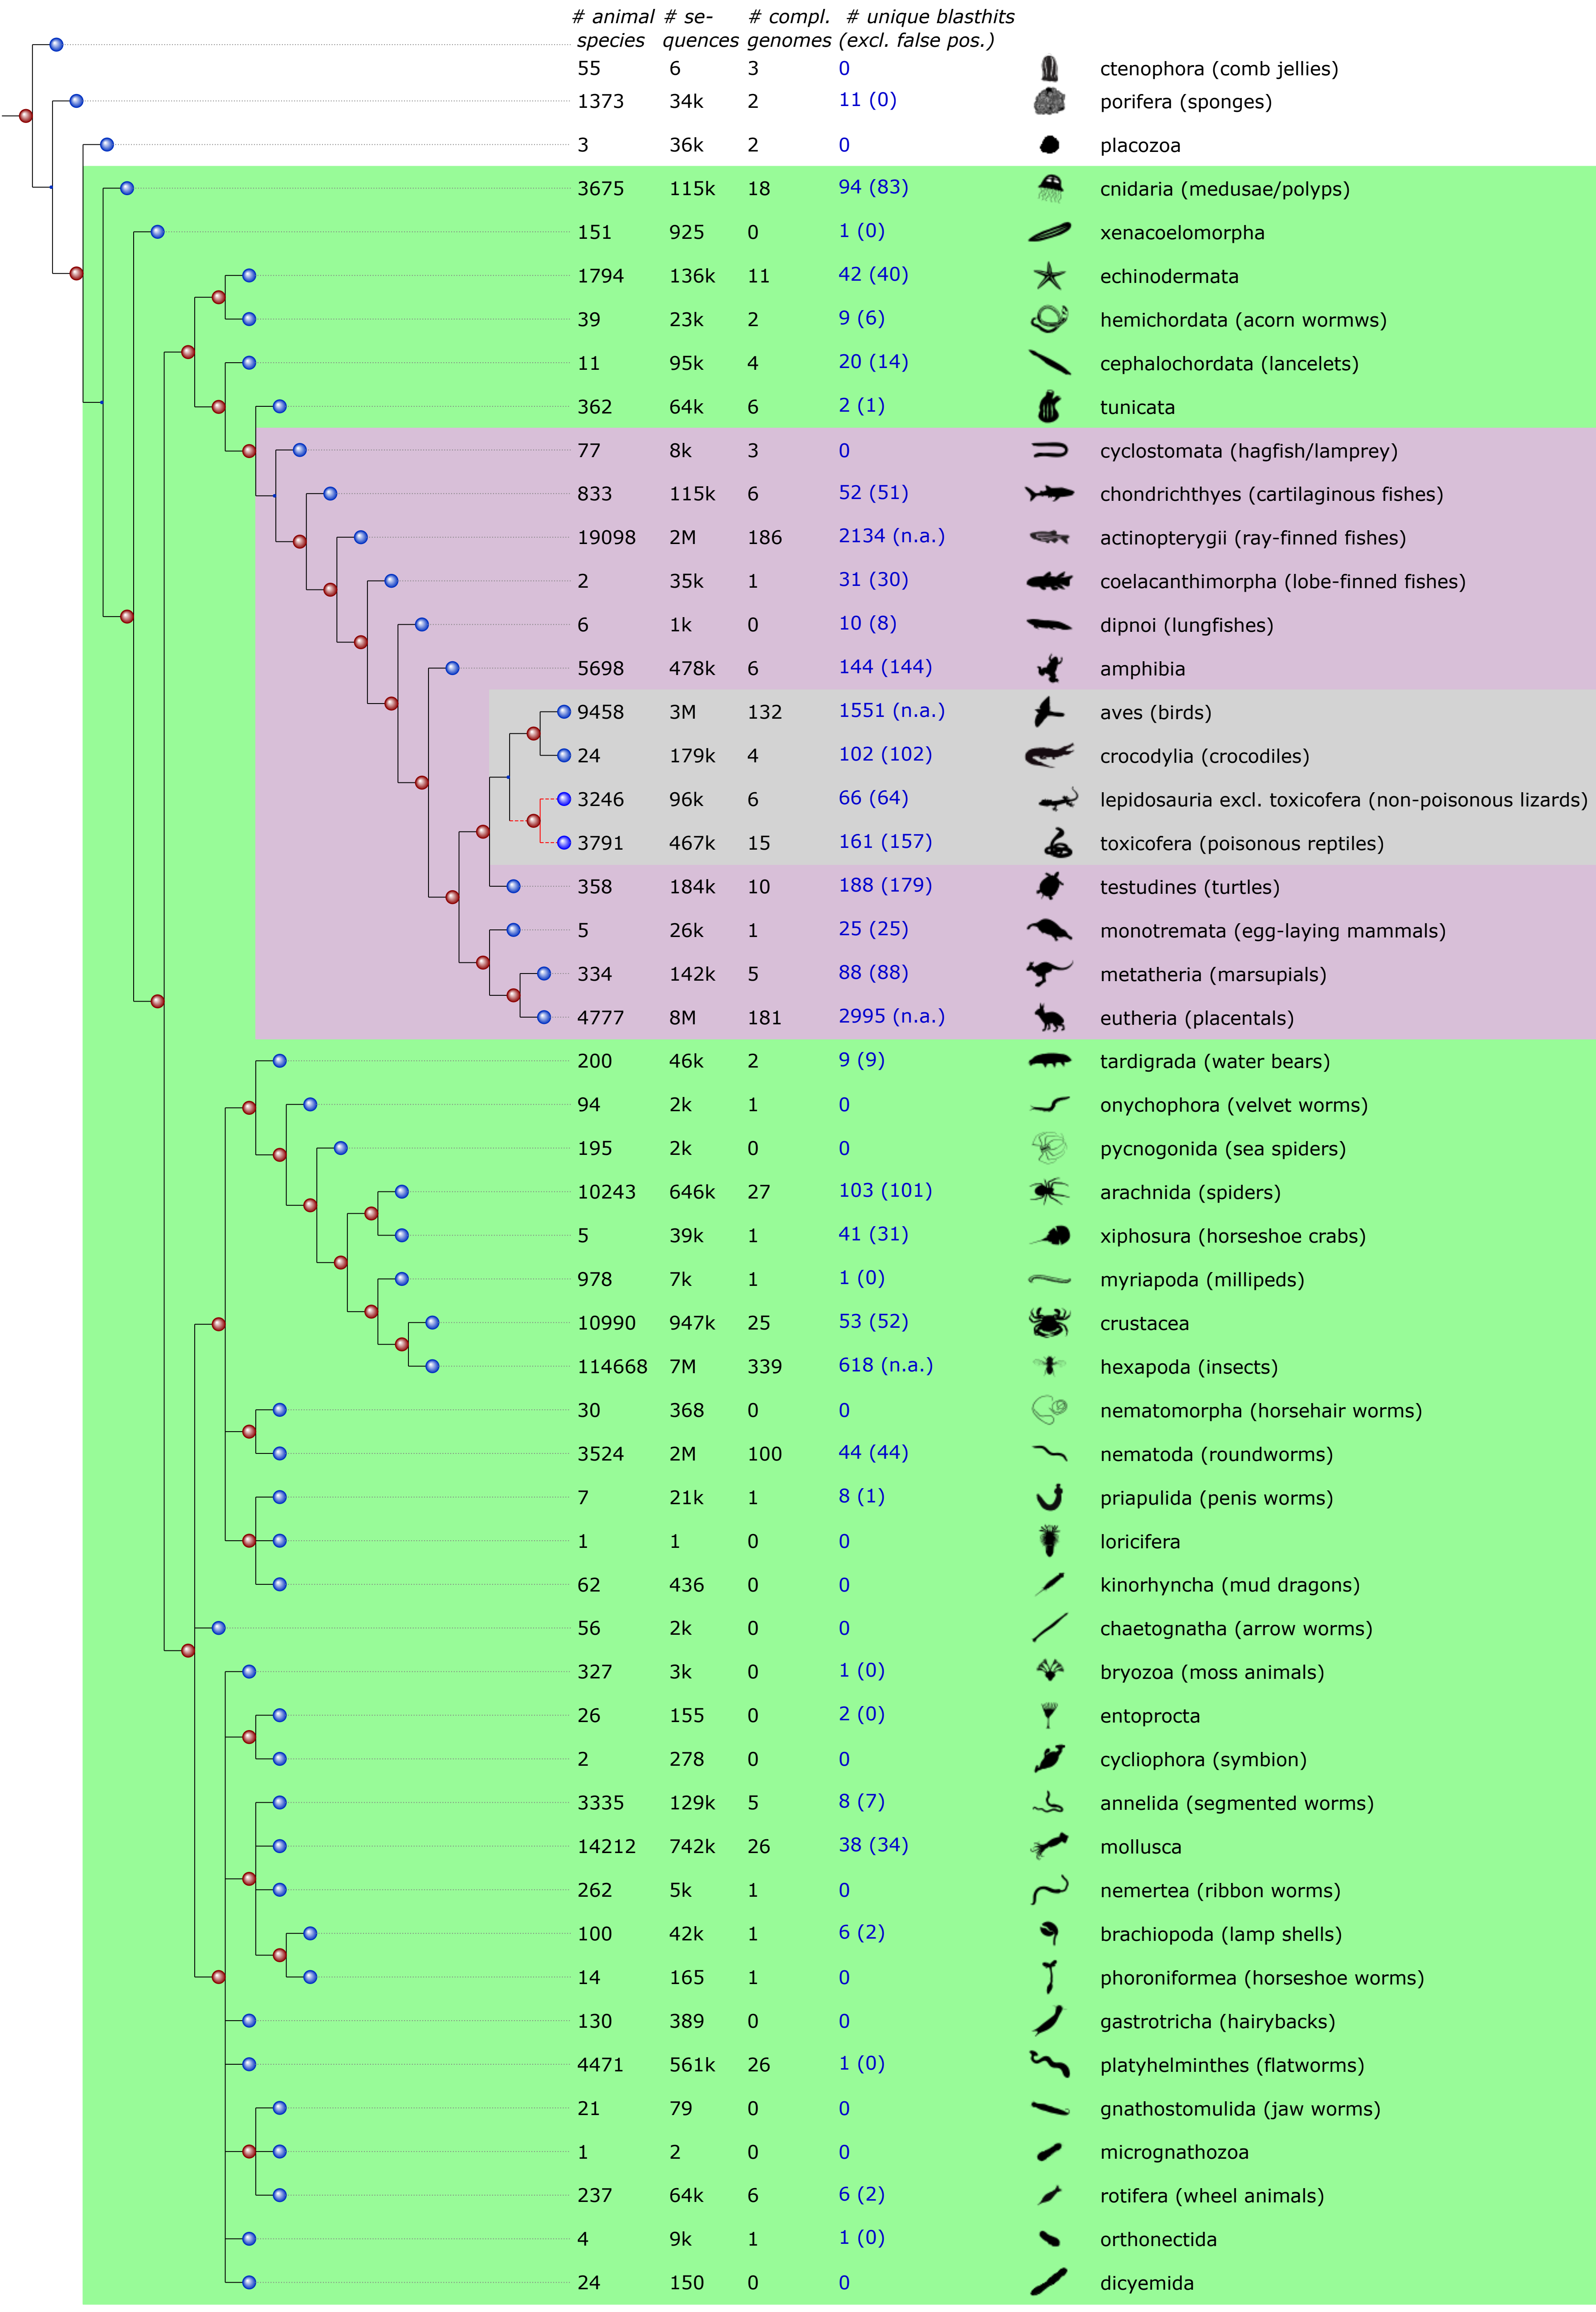 # animal # se- # compl. # unique blasthits
species quences genomes (excl. false pos.)
55 6 3 0 ctenophora (comb jellies)
1373 34k 2 11 (0) porifera (sponges)
3 36k 2 0 placozoa
3675 115k 18 94 (83) cnidaria (medusae/polyps)
151 925 0 1 (0) xenacoelomorpha
1794 136k 11 42 (40) echinodermata
39 23k 2 9 (6) hemichordata (acorn wormws)
11 95k 4 20 (14) cephalochordata (lancelets)
362 64k 6 2 (1) tunicata
77 8k 3 0 cyclostomata (hagfish/lamprey)
833 115k 6 52 (51) chondrichthyes (cartilaginous fishes)
19098 2M 186 2134 (n.a.) actinopterygii (ray-finned fishes)
2 35k 1 31 (30) coelacanthimorpha (lobe-finned fishes)
6 1k 0 10 (8) dipnoi (lungfishes)
5698 478k 6 144 (144) amphibia
9458 3M 132 1551 (n.a.) aves (birds)
24 179k 4 102 (102) crocodylia (crocodiles)
3246 96k 6 66 (64) lepidosauria excl. toxicofera (non-poisonous lizards)
3791 467k 15 161 (157) toxicofera (poisonous reptiles)
358 184k 10 188 (179) testudines (turtles)
5 26k 1 25 (25) monotremata (egg-laying mammals)
334 142k 5 88 (88) metatheria (marsupials)
4777 8M 181 2995 (n.a.) eutheria (placentals)
200 46k 2 9 (9) tardigrada (water bears)
94 2k 1 0 onychophora (velvet worms)
195 2k 0 0 pycnogonida (sea spiders)
10243 646k 27 103 (101) arachnida (spiders)
5 39k 1 41 (31) xiphosura (horseshoe crabs)
978 7k 1 1 (0) myriapoda (millipeds)
10990 947k 25 53 (52) crustacea
114668 7M 339 618 (n.a.) hexapoda (insects)
30 368 0 0 nematomorpha (horsehair worms)
3524 2M 100 44 (44) nematoda (roundworms)
7 21k 1 8 (1) priapulida (penis worms)
1 1 0 0 loricifera
62 436 0 0 kinorhyncha (mud dragons)
56 2k 0 0 chaetognatha (arrow worms)
327 3k 0 1 (0) bryozoa (moss animals)
26 155 0 2 (0) entoprocta
2 278 0 0 cycliophora (symbion)
3335 129k 5 8 (7) annelida (segmented worms)
14212 742k 26 38 (34) mollusca
262 5k 1 0 nemertea (ribbon worms)
100 42k 1 6 (2) brachiopoda (lamp shells)
14 165 1 0 phoroniformea (horseshoe worms)
130 389 0 0 gastrotricha (hairybacks)
4471 561k 26 1 (0) platyhelminthes (flatworms)
21 79 0 0 gnathostomulida (jaw worms)
1 2 0 0 micrognathozoa
237 64k 6 6 (2) rotifera (wheel animals)
4 9k 1 1 (0) orthonectida
24 150 0 0 dicyemida